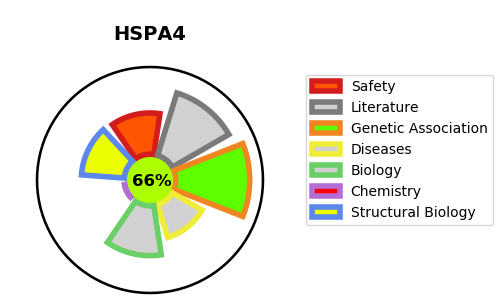 HSPA4
66%
Safety
Literature
Genetic Association
Diseases
Biology
Chemistry
Structural Biology